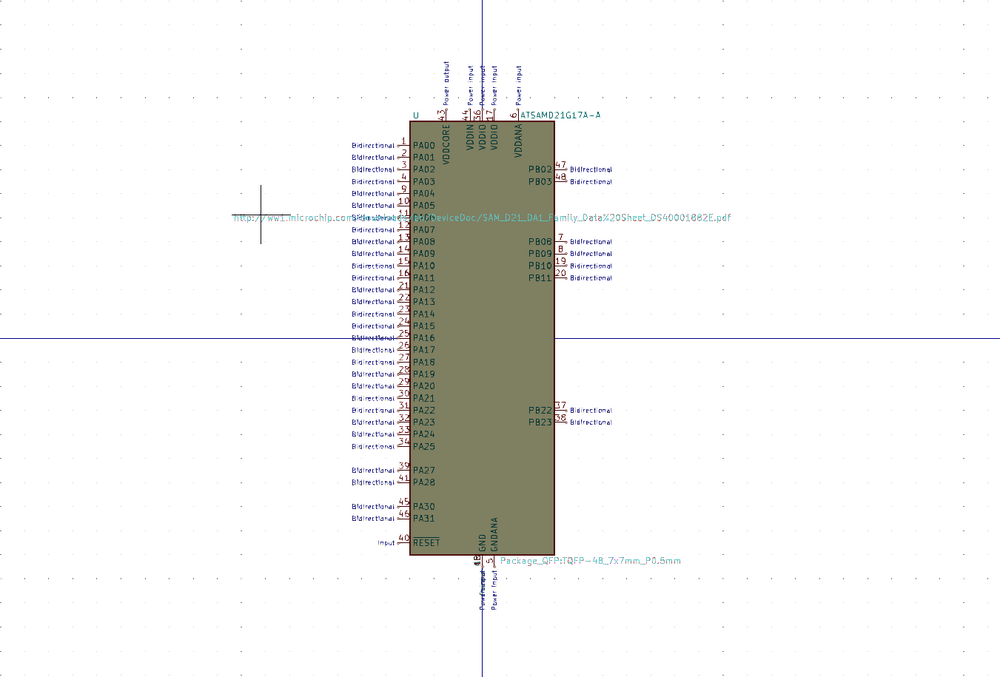 Power output
Power input
Power input
Power input
Power input
43
44
36
17
6
U
ATSAMD21G17A-A
VDDCORE
VDDIN
VDDIO
VDDIO
VDDANA
Bidirectional 1 PA00
Bidirectional 2 PA01
Bidirectional 3 PA02
PB02 47 Bidirectional
Bidirectional 4 PA03
PB03 48 Bidirectional
Bidirectional 9 PA04
Bidirectional 10 PA05
http://ww1.microchip.com/ /DeviceDoc/SAM_D21_DA1_Family_Data%20Sheet_DS40001882E.pdf
11
Bidirectional 12 PA07
Bidirectional 13 PA08
PB08 7 Bidirectional
Bidirectional 14 PA09
PB09 8 Bidirectional
Bidirectional 15 PA10
PB10 19 Bidirectional
Bidirectional 16 PA11
PB11 20 Bidirectional
Bidirectional 21 PA12
Bidirectional 22 PA13
Bidirectional 23 PA14
Bidirectional 24 PA15
Bidirectional 25 PA16
Bidirectional 26 PA17
Bidirectional 27 PA18
Bidirectional 28 PA19
Bidirectional 29 PA20
Bidirectional 30 PA21
Bidirectional 31 PA22
PB22 37 Bidirectional
Bidirectional 32 PA23
PB23 38 Bidirectional
Bidirectional 33 PA24
Bidirectional 34 PA25
Bidirectional 39 PA27
Bidirectional 41 PA28
Bidirectional 45 PA30
Bidirectional 46 PA31
Input 40 RESET
GND
GNDANA
5
Package_QFP:TQFP-48_7x7mm_P0.5mm
Power input